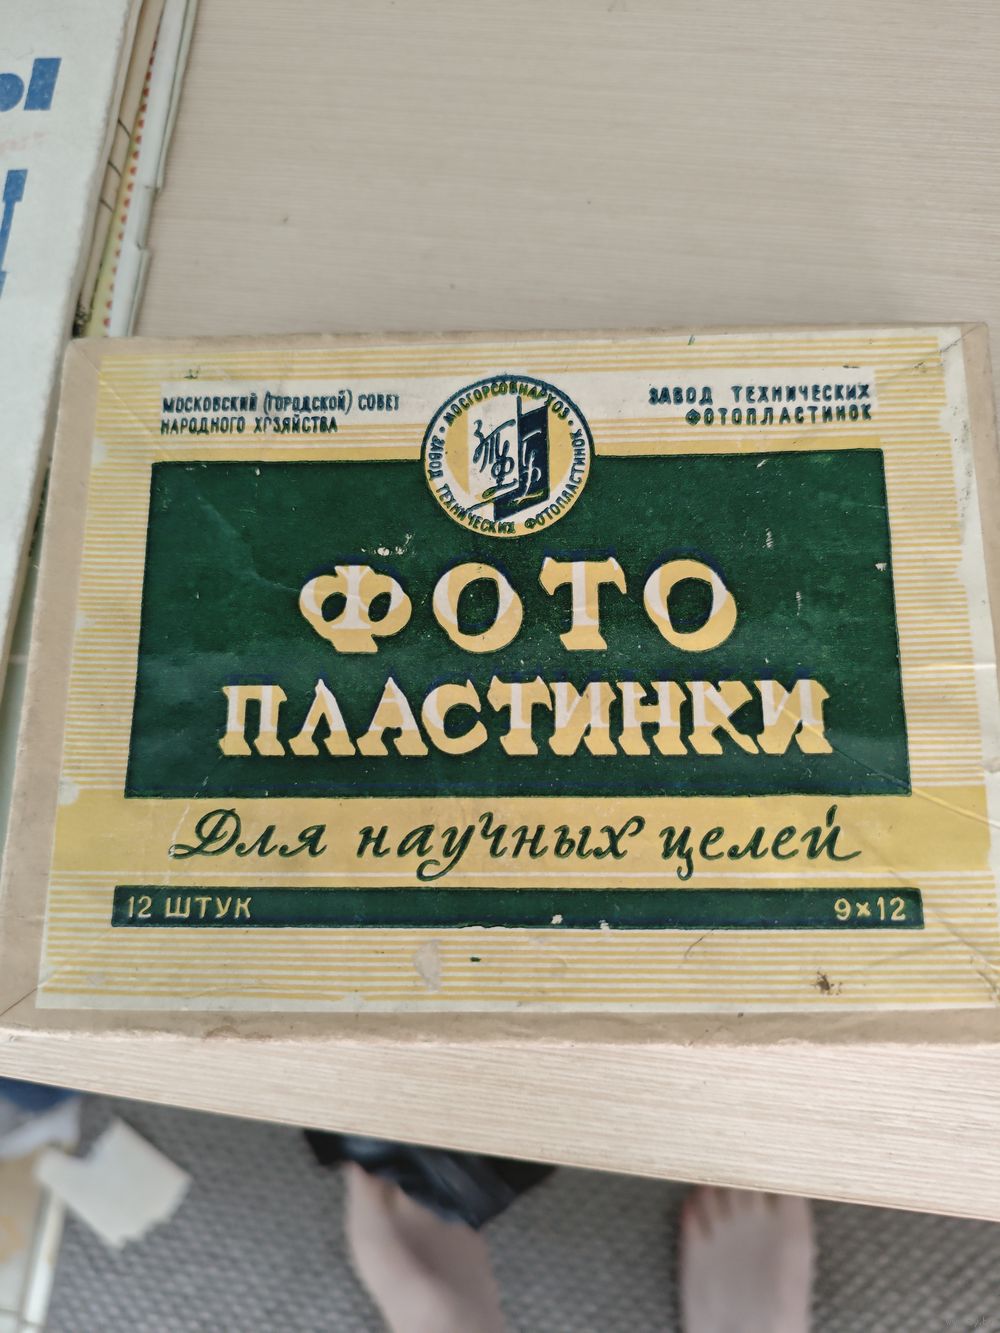 МОСКОВСКИЙ (ГОРОДСКОЙ) СОВЕТ
НАРОДНОГО ХОЗЯЙСТВА
МОСГОРСОВНАРХОЗ
ЗАВОД ТЕХНИЧЕСКИХ ФОТОПЛАСТИНОК
ЗТФП
ЗАВОД ТЕХНИЧЕСКИХ
ФОТОПЛАСТИНОК
ФОТО
ПЛАСТИНКИ
Для научных целей
12 ШТУК
9×12